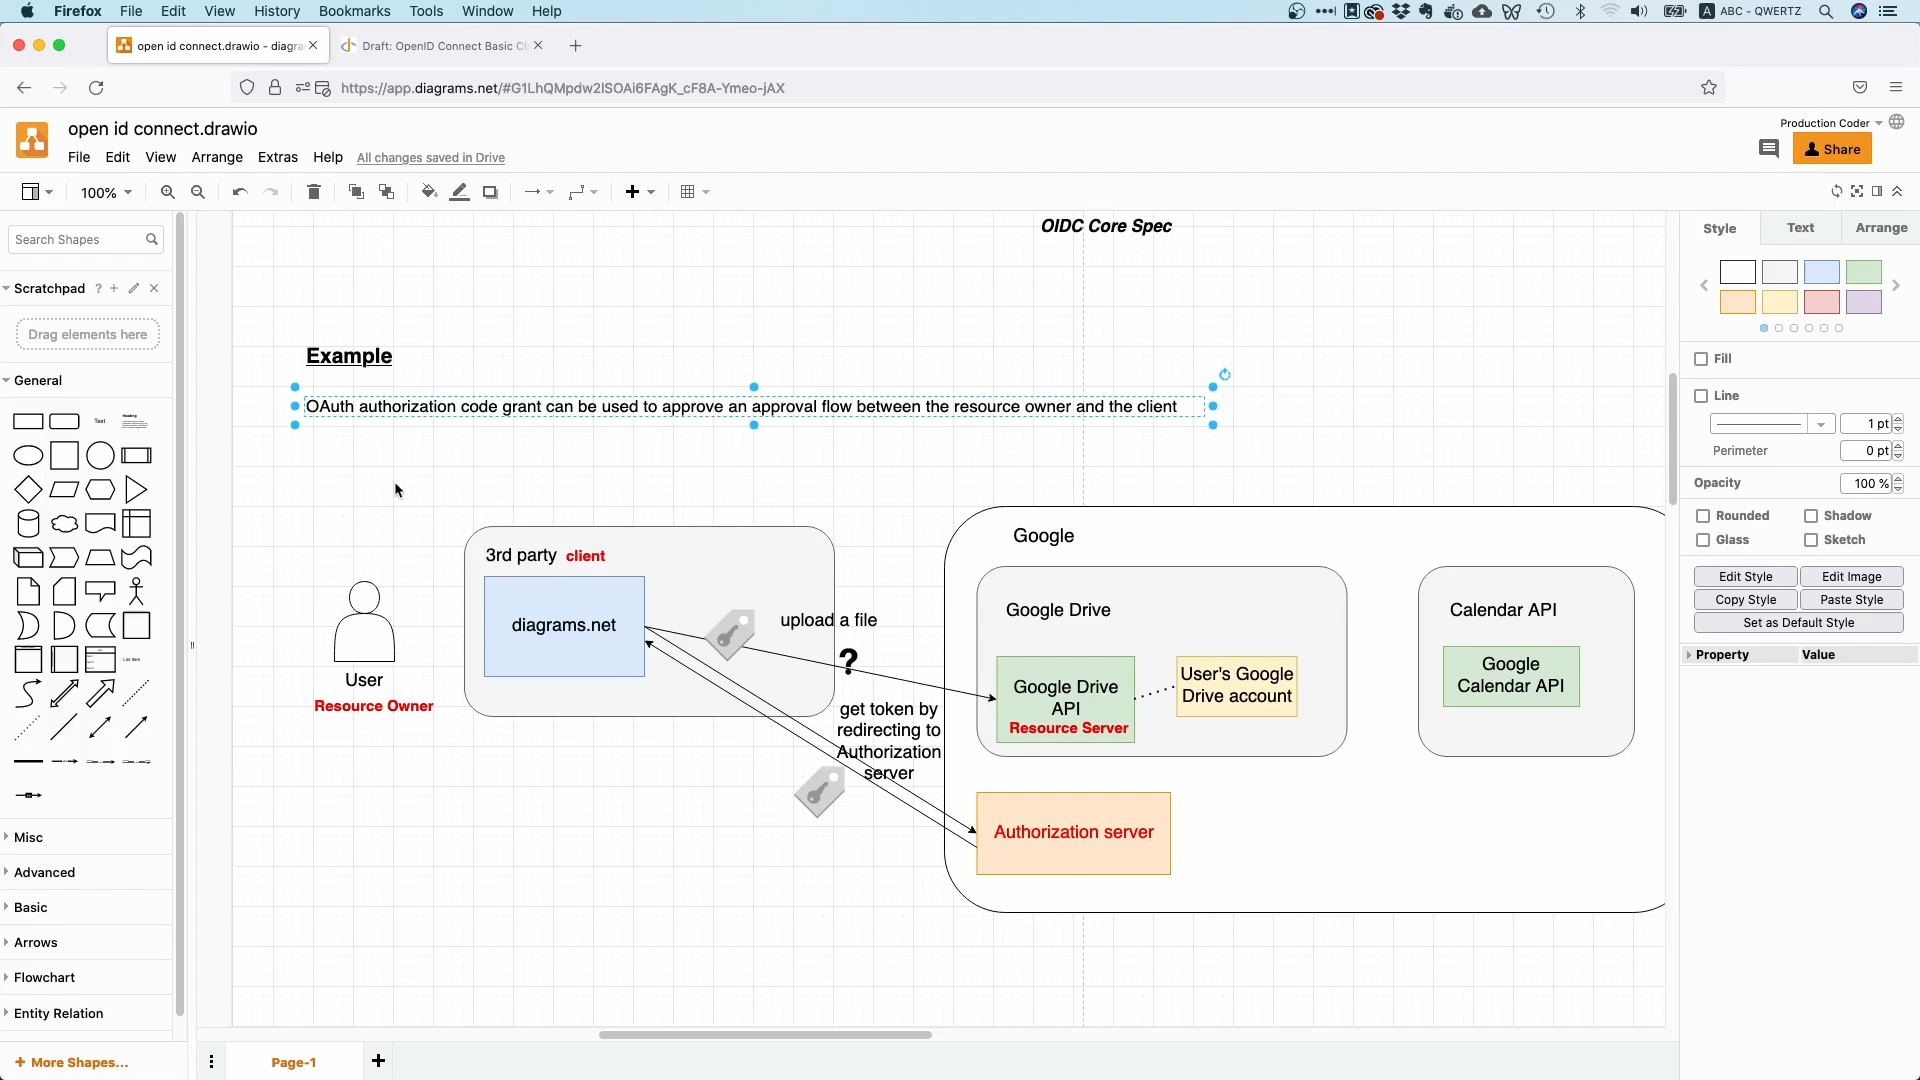 Firefox File Edit View History Bookmarks Tools Window Help
ABC - QWERTZ
open id connect.drawio - diagra
Draft: OpenID Connect Basic Cl
https://app.diagrams.net/#G1LhQMpdw2lSOAi6FAgK_cF8A-Ymeo-jAX
open id connect.drawio
Production Coder
File Edit View Arrange Extras Help All changes saved in Drive
Share
100%
Search Shapes
Scratchpad
Drag elements here
General
Text
Heading
List Item
Misc
Advanced
Basic
Arrows
Flowchart
Entity Relation
+ More Shapes...
OIDC Core Spec
Example
OAuth authorization code grant can be used to approve an approval flow between the resource owner and the client
User
Resource Owner
3rd party client
diagrams.net
upload a file
?
get token by
redirecting to
Authorization
server
Google
Google Drive
Google Drive
API
Resource Server
User's Google
Drive account
Calendar API
Google
Calendar API
Authorization server
Page-1
Style Text Arrange
Fill
Line
1 pt
Perimeter 0 pt
Opacity 100 %
Rounded Shadow
Glass Sketch
Edit Style Edit Image
Copy Style Paste Style
Set as Default Style
Property Value